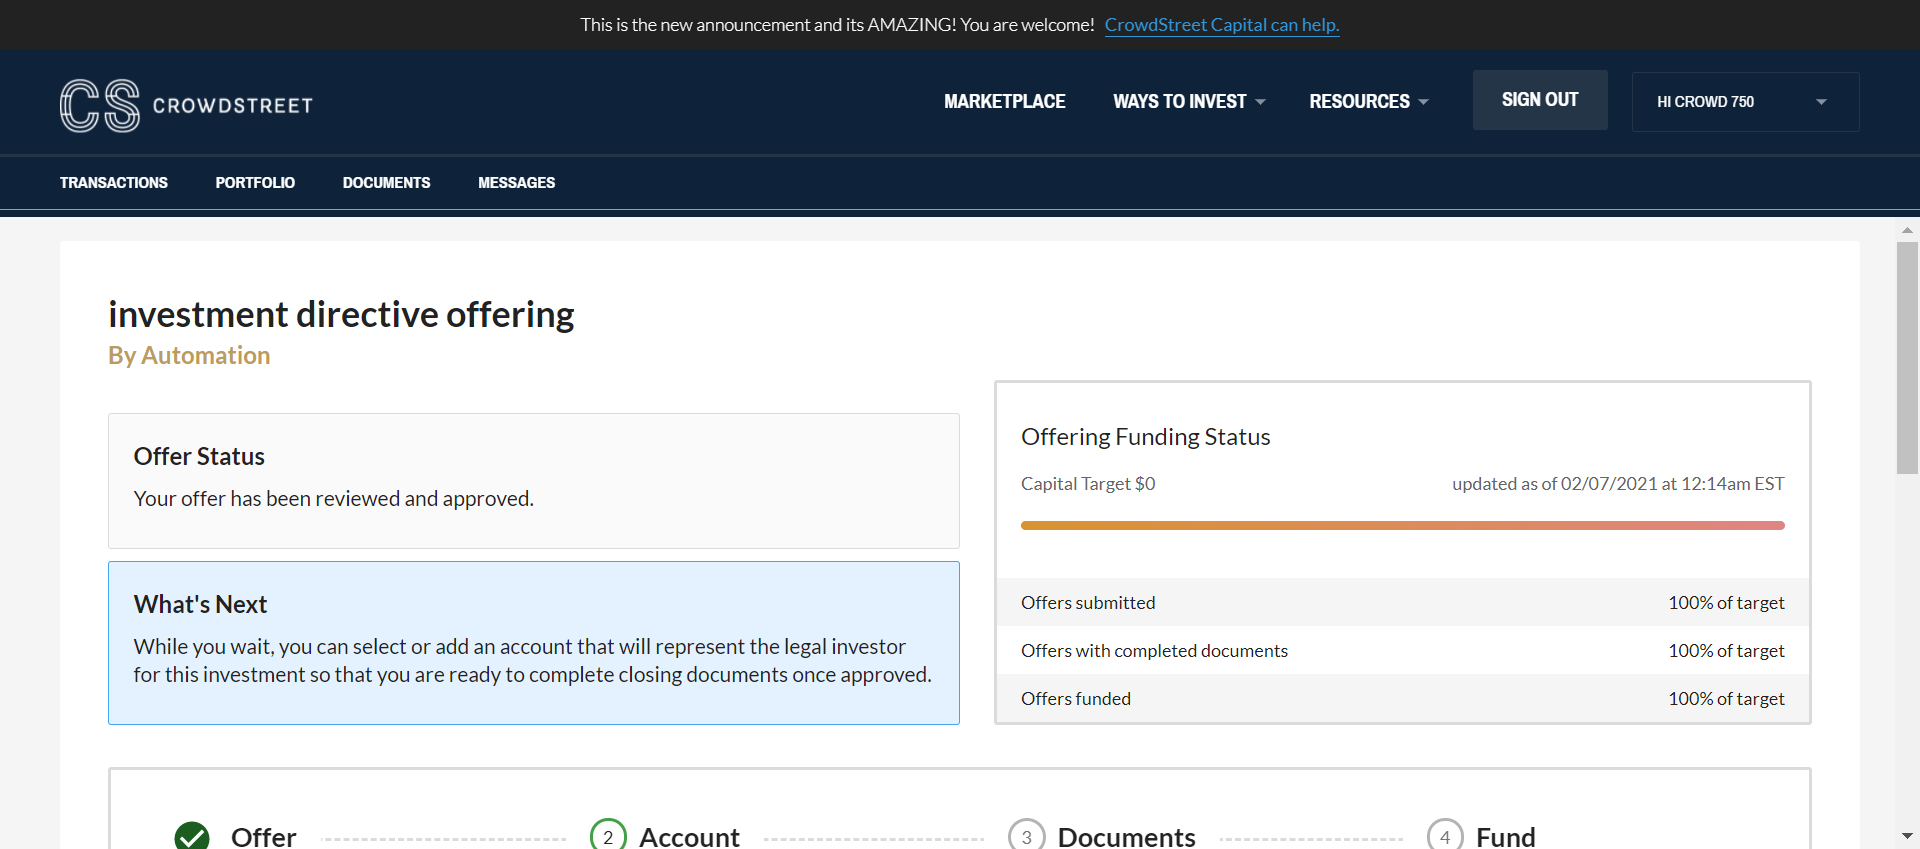 This is the new announcement and its AMAZING! You are welcome! CrowdStreet Capital can help.
CS CROWDSTREET
MARKETPLACE
WAYS TO INVEST
RESOURCES
SIGN OUT
HI CROWD 750
TRANSACTIONS
PORTFOLIO
DOCUMENTS
MESSAGES
investment directive offering
By Automation
Offer Status
Your offer has been reviewed and approved.
What's Next
While you wait, you can select or add an account that will represent the legal investor
for this investment so that you are ready to complete closing documents once approved.
Offering Funding Status
Capital Target $0
updated as of 02/07/2021 at 12:14am EST
Offers submitted 100% of target
Offers with completed documents 100% of target
Offers funded 100% of target
Offer
2 Account
3 Documents
4 Fund